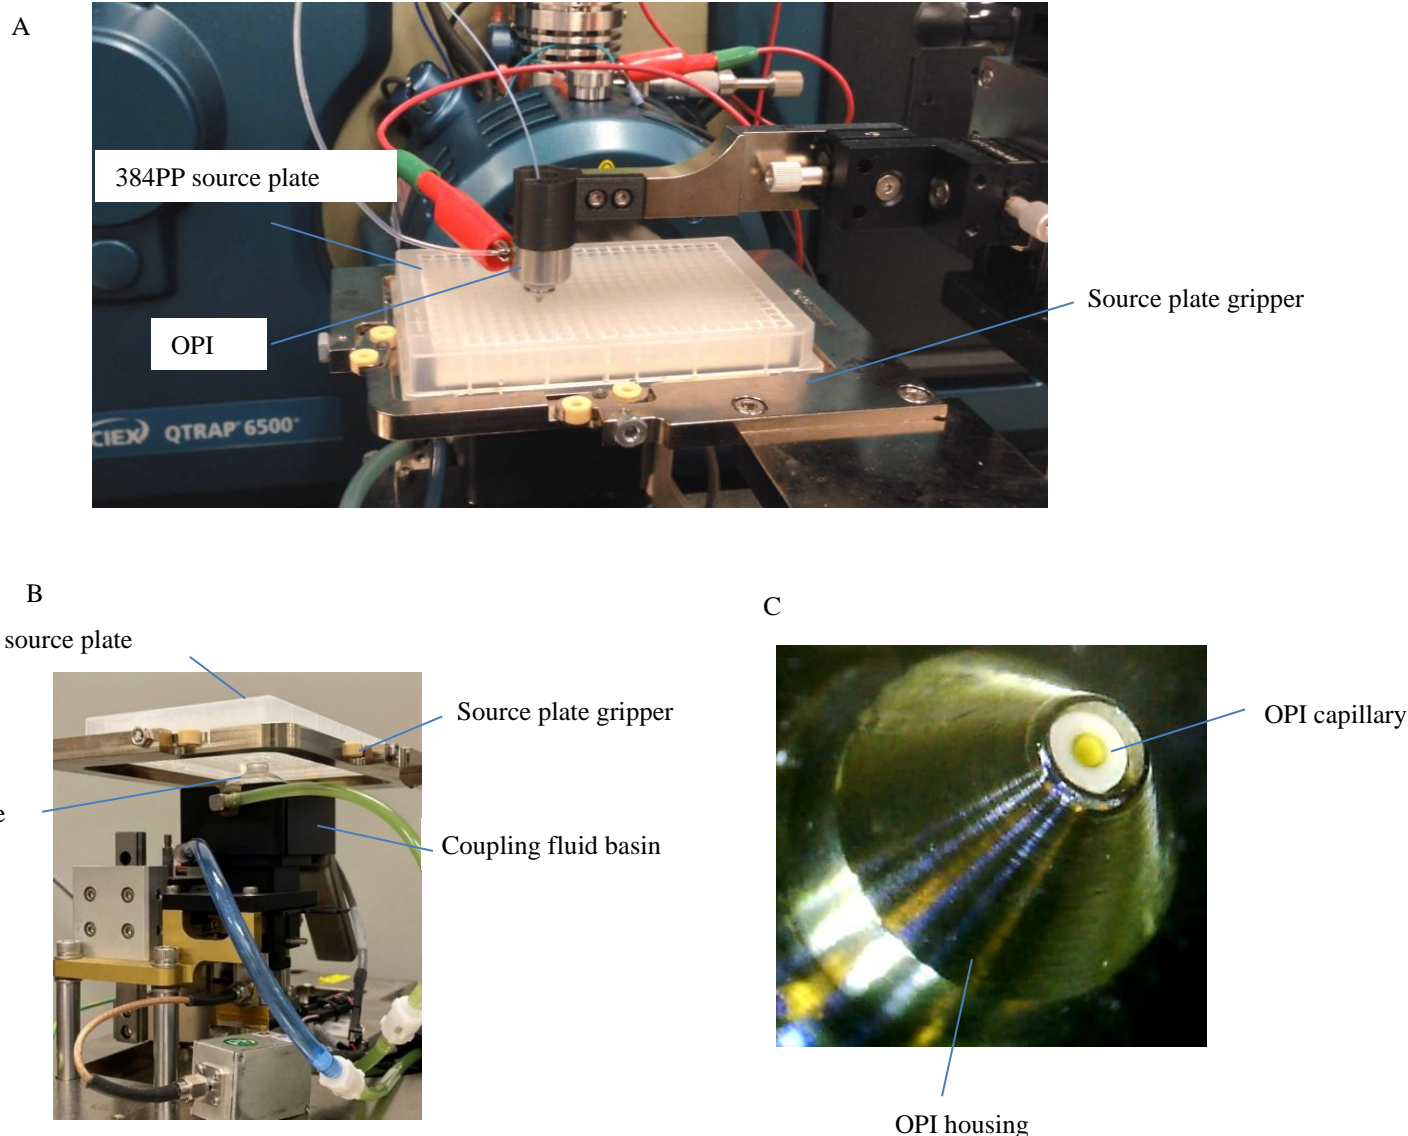 A
384PP source plate
Source plate gripper
OPI
CIEX QTRAP 6500+
B
C
source plate
Source plate gripper
OPI capillary
e
Coupling fluid basin
OPI housing